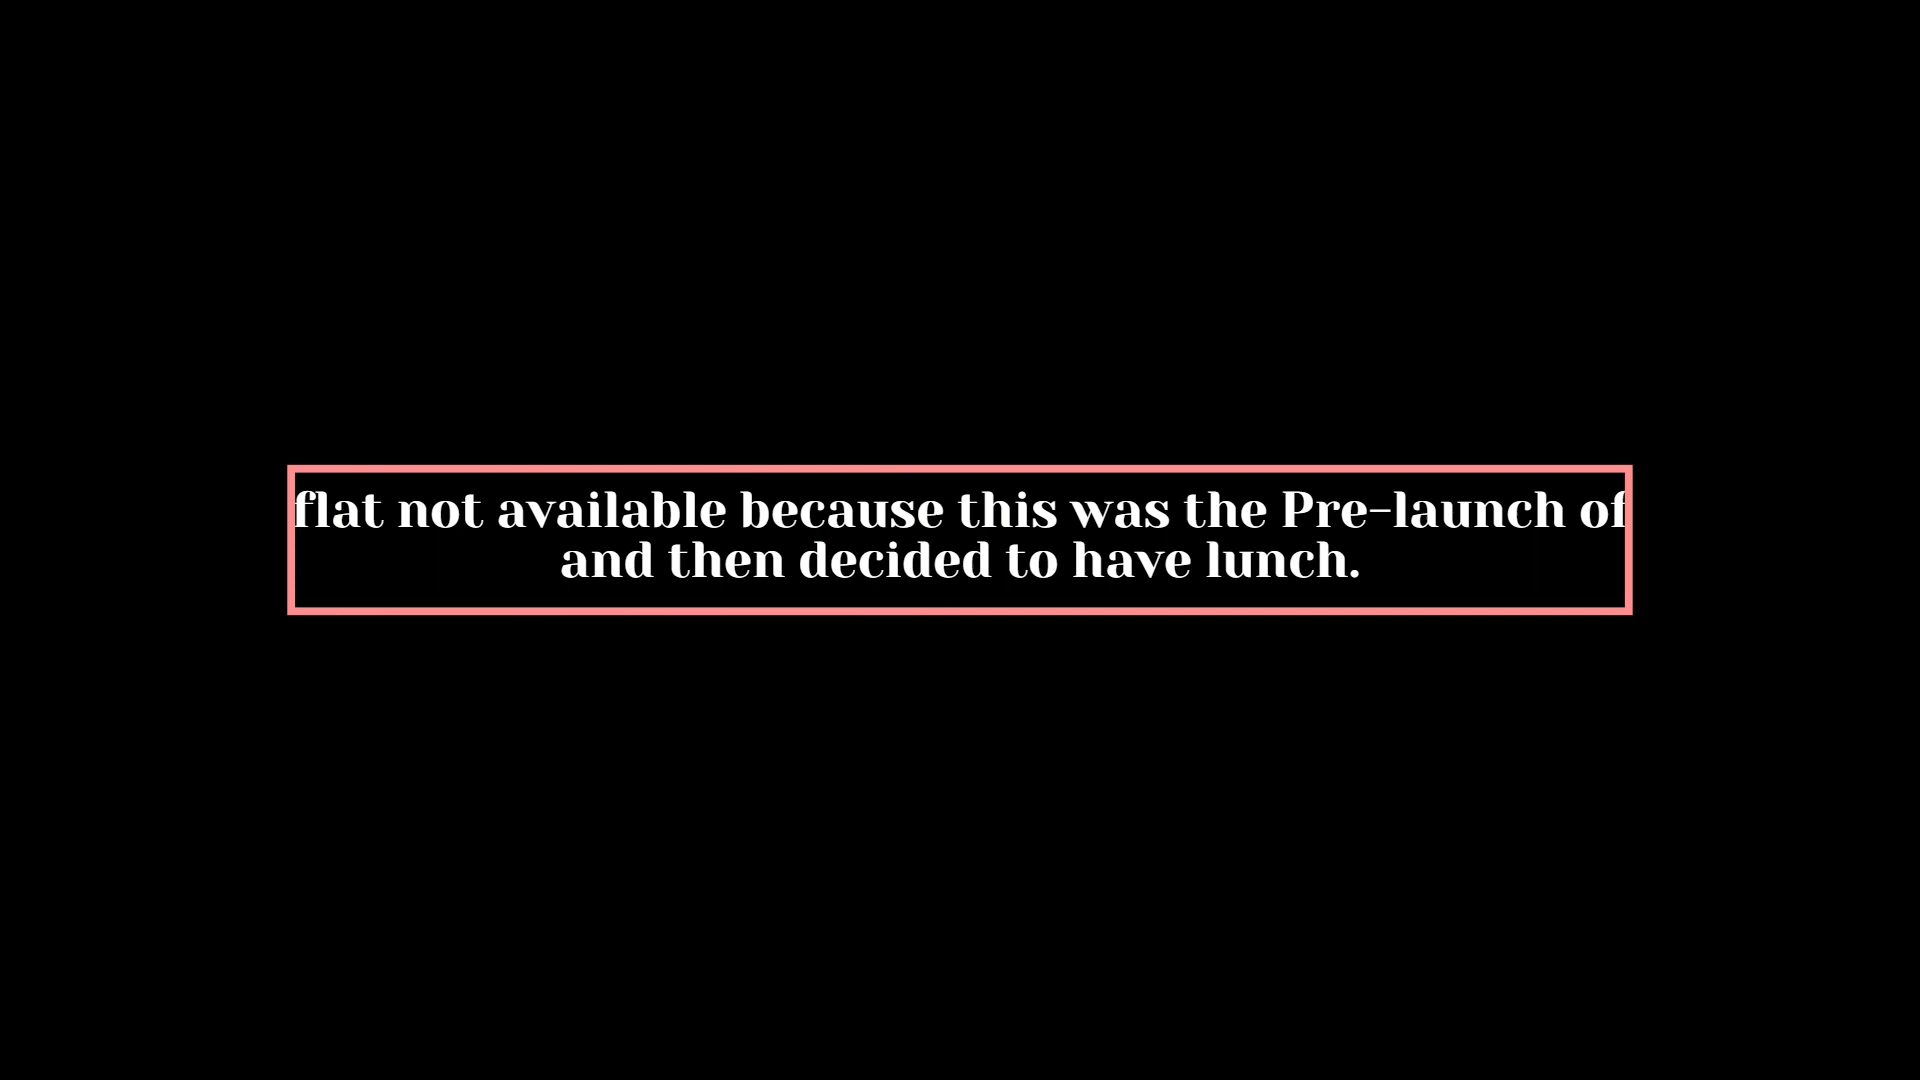 flat not available because this was the Pre-launch of
and then decided to have lunch.